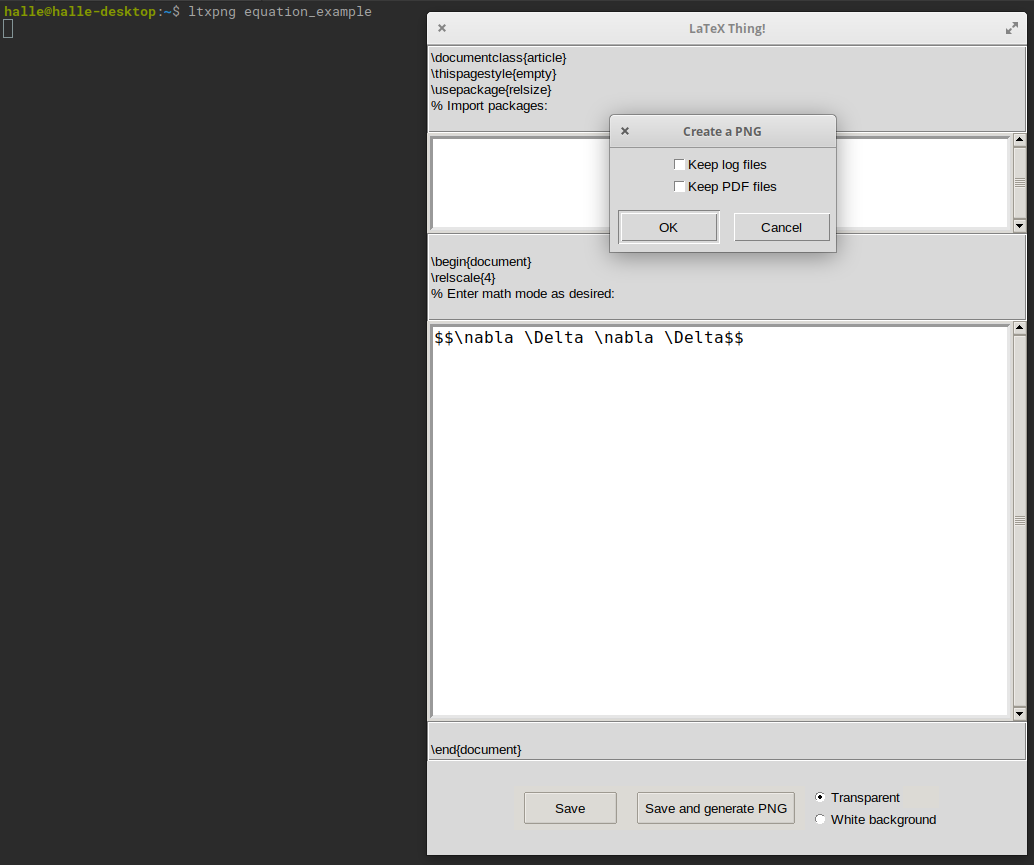 halle@halle-desktop:~$ ltxpng equation_example
LaTeX Thing!
\documentclass{article}
\thispagestyle{empty}
\usepackage{relsize}
% Import packages:
Create a PNG
Keep log files
Keep PDF files
OK Cancel
\begin{document}
\relscale{4}
% Enter math mode as desired:
$$\nabla \Delta \nabla \Delta$$
\end{document}
Save Save and generate PNG
Transparent
White background